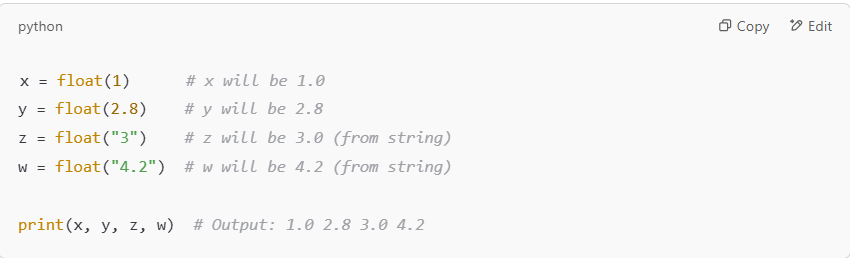 python Copy Edit
x = float(1) # x will be 1.0
y = float(2.8) # y will be 2.8
z = float("3") # z will be 3.0 (from string)
w = float("4.2") # w will be 4.2 (from string)
print(x, y, z, w) # Output: 1.0 2.8 3.0 4.2